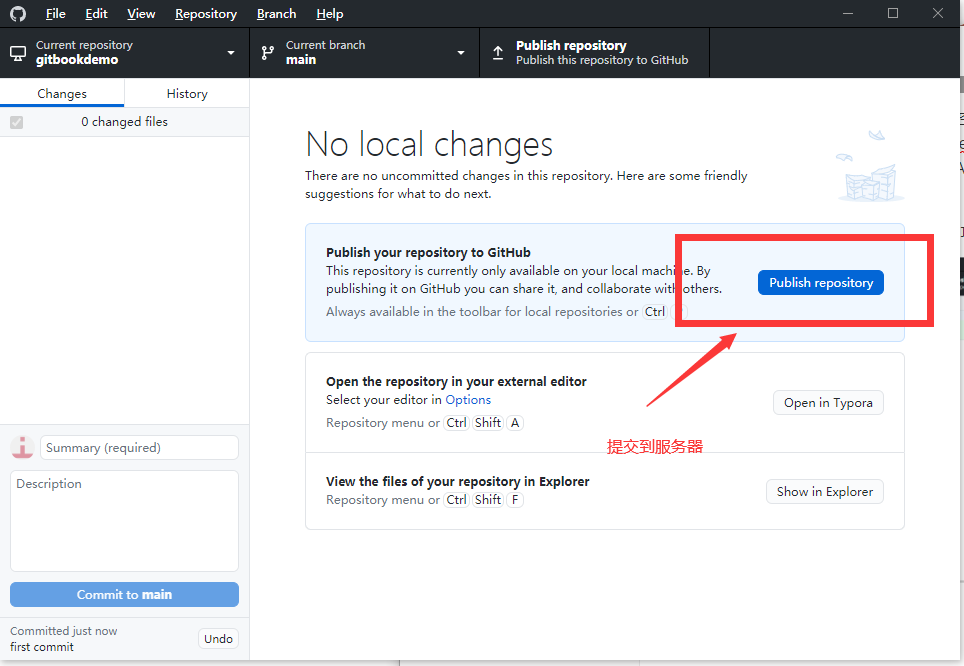 File Edit View Repository Branch Help
Current repository
gitbookdemo
Current branch
main
Publish repository
Publish this repository to GitHub
Changes History
0 changed files
No local changes
There are no uncommitted changes in this repository. Here are some friendly
suggestions for what to do next.
Publish your repository to GitHub
This repository is currently only available on your local machine. By
publishing it on GitHub you can share it, and collaborate with others.
Always available in the toolbar for local repositories or Ctrl
Publish repository
Open the repository in your external editor
Select your editor in Options
Repository menu or Ctrl Shift A
Open in Typora
提交到服务器
View the files of your repository in Explorer
Repository menu or Ctrl Shift F
Show in Explorer
Summary (required)
Description
Commit to main
Committed just now
first commit
Undo